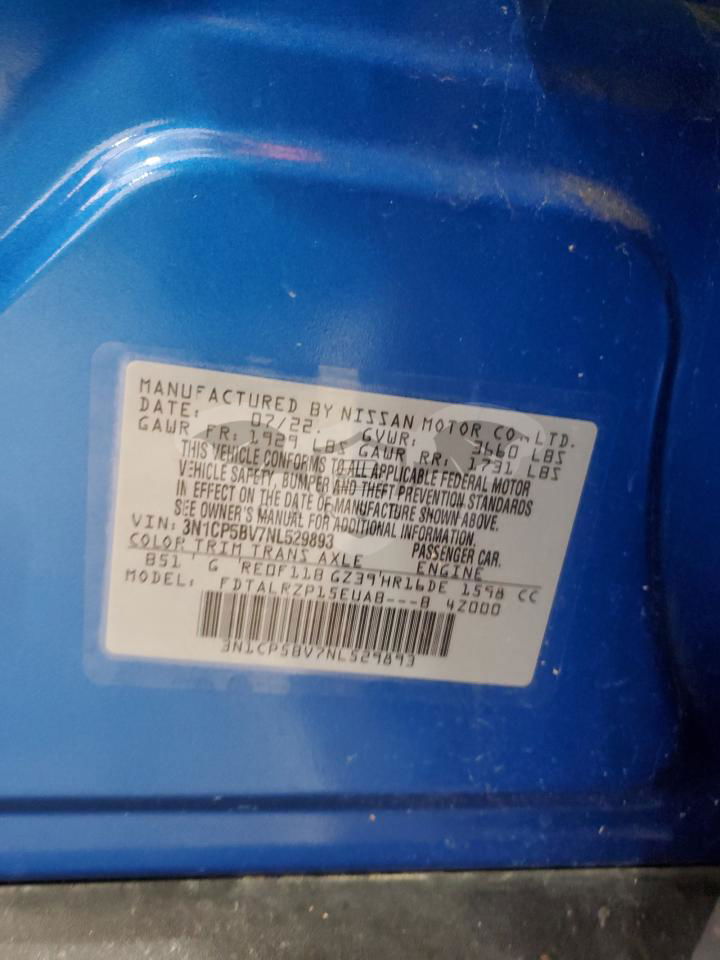 MANUFACTURED BY NISSAN MOTOR CO., LTD.
DATE: 07/22 GVWR: 3660 LBS
GAWR FR: 1929 LBS GAWR RR: 1731 LBS
THIS VEHICLE CONFORMS TO ALL APPLICABLE FEDERAL MOTOR
VEHICLE SAFETY, BUMPER AND THEFT PREVENTION STANDARDS
IN EFFECT ON THE DATE OF MANUFACTURE SHOWN ABOVE.
SEE OWNER'S MANUAL FOR ADDITIONAL INFORMATION.
VIN: 3N1CP5BV7NL529893 PASSENGER CAR.
COLOR TRIM TRANS AXLE ENGINE
B51 G RE0F11B GZ39 HR16DE 1598 CC
MODEL: FDTALRZP15EUAB---B 4Z000
3N1CP5BV7NL529893